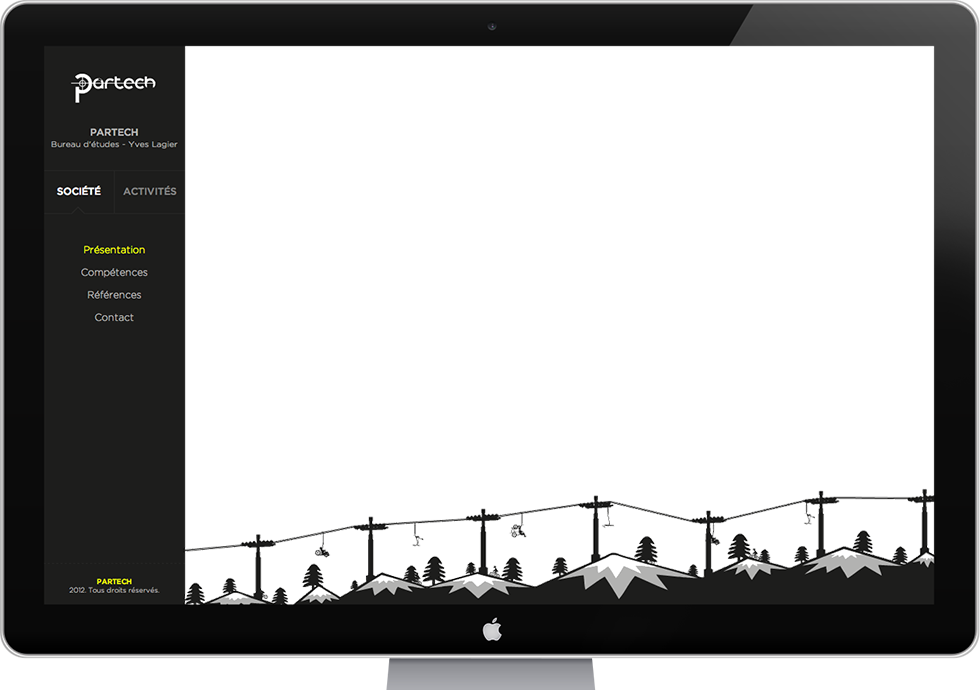 Partech
PARTECH
Bureau d'études - Yves Lagier
SOCIÉTÉ ACTIVITÉS
Présentation
Compétences
Références
Contact
PARTECH
2012. Tous droits réservés.